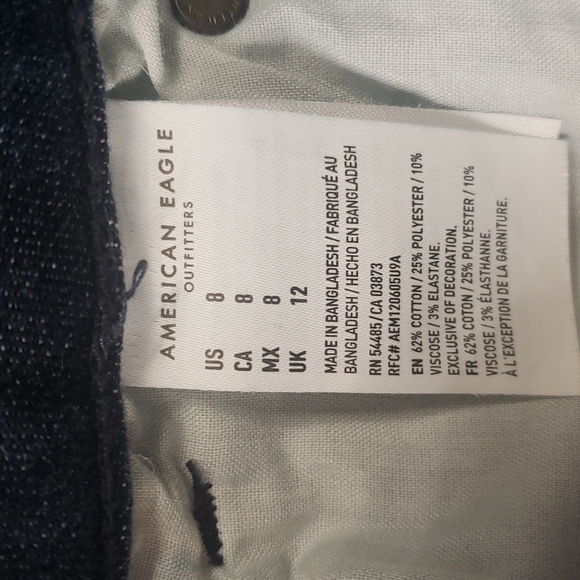 AMERICAN EAGLE
OUTFITTERS
US 8
CA 8
MX 8
UK 12
MADE IN BANGLADESH / FABRIQUÉ AU
BANGLADESH / HECHO EN BANGLADESH
RN 54485/CA 03873
RFC# AEM120605U9A
EN 62% COTTON / 25% POLYESTER / 10%
VISCOSE / 3% ELASTANE.
EXCLUSIVE OF DECORATION.
FR 62% COTON / 25% POLYESTER / 10%
VISCOSE / 3% ÉLASTHANNE.
À L'EXCEPTION DE LA GARNITURE.